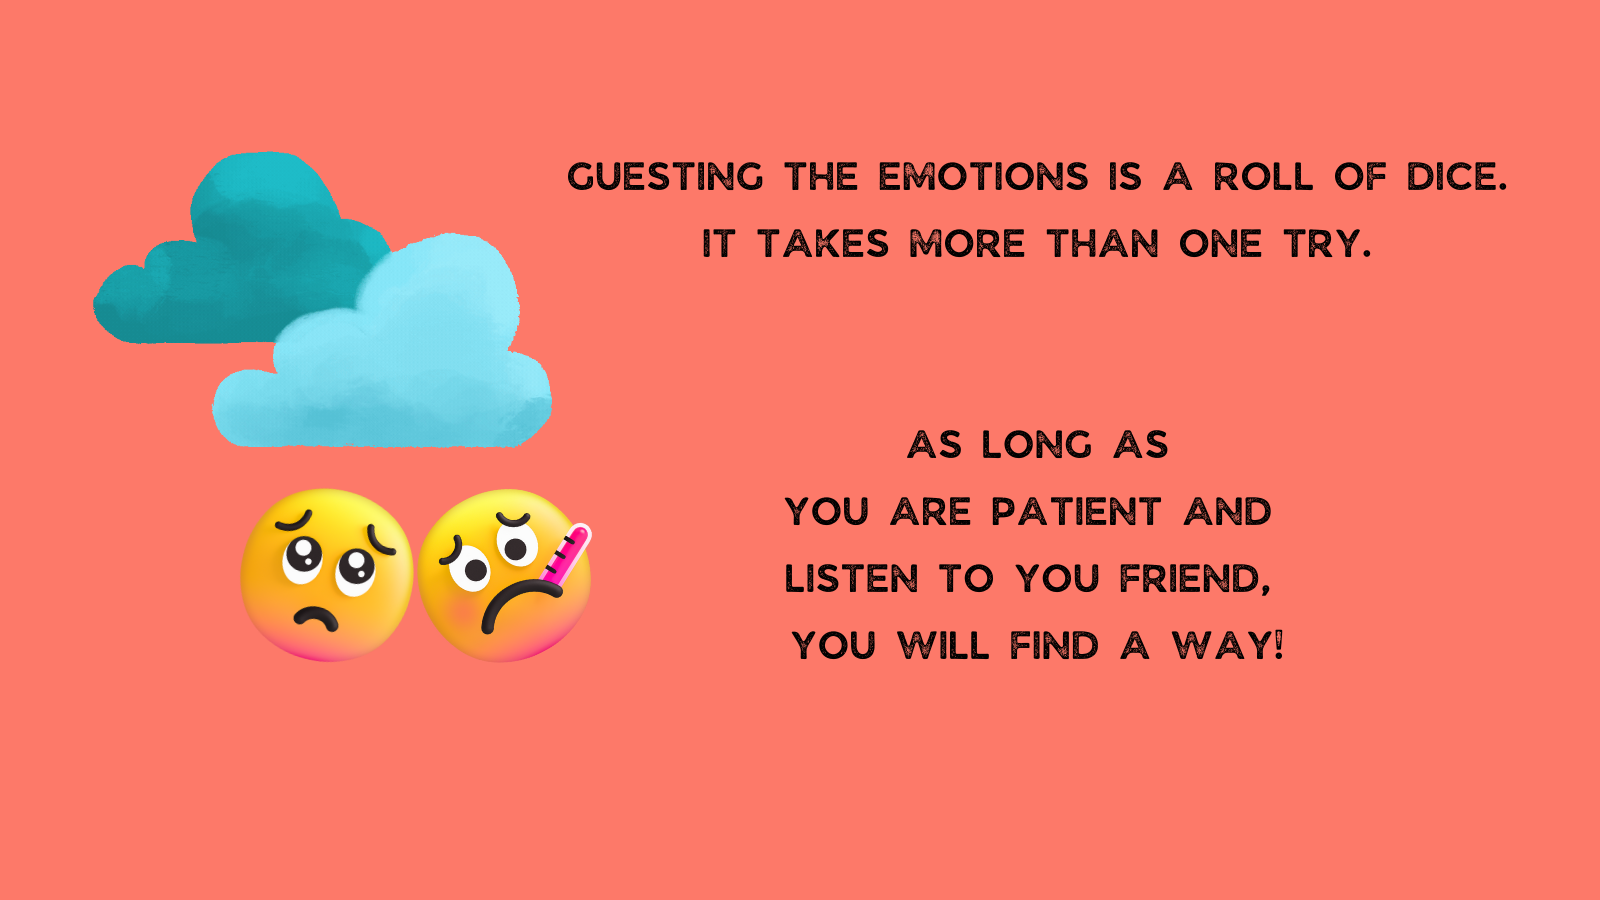 GUESTING THE EMOTIONS IS A ROLL OF DICE.
IT TAKES MORE THAN ONE TRY.
AS LONG AS
YOU ARE PATIENT AND
LISTEN TO YOU FRIEND,
YOU WILL FIND A WAY!